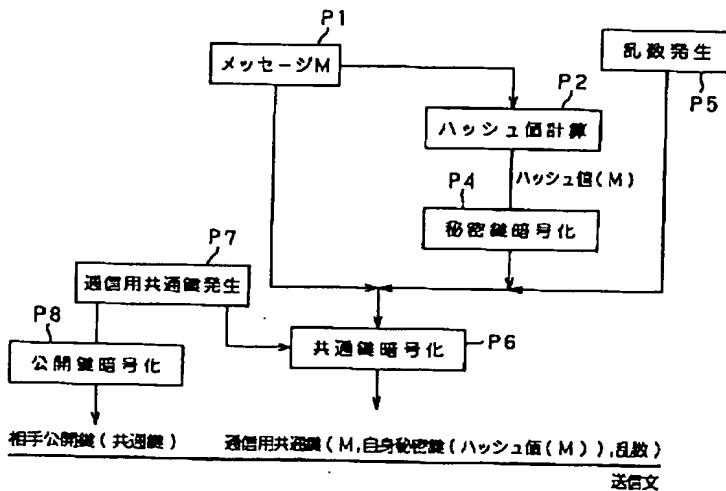 P1
メッセージM
乱数発生
P5
P2
ハッシュ値計算
ハッシュ値(M)
P4
秘密鍵暗号化
P7
通信用共通鍵発生
P8
公開鍵暗号化
共通鍵暗号化
P6
相手公開鍵(共通鍵) 通信用共通鍵(M,自身秘密鍵(ハッシュ値(M)),乱数)
送信文